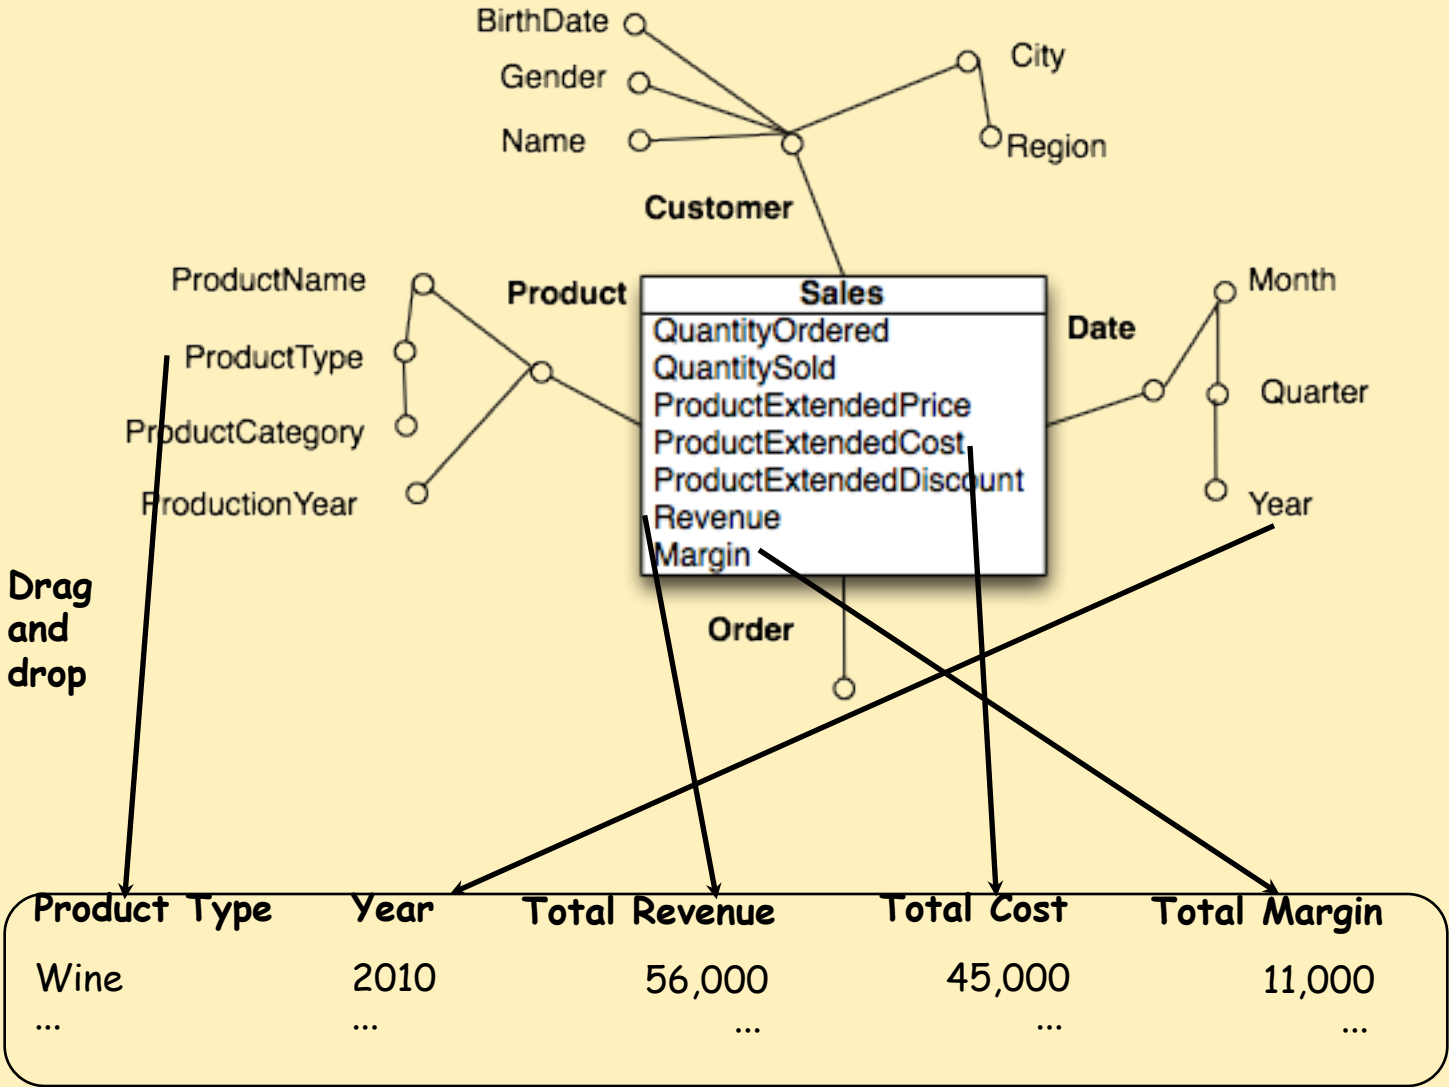 BirthDate
Gender
Name
City
Region
Customer
ProductName
ProductType
ProductCategory
ProductionYear
Product
Sales
QuantityOrdered
QuantitySold
ProductExtendedPrice
ProductExtendedCost
ProductExtendedDiscount
Revenue
Margin
Date
Month
Quarter
Year
Order
Drag
and
drop
Product Type Year Total Revenue Total Cost Total Margin
Wine 2010 56,000 45,000 11,000
... ... ... ... ...